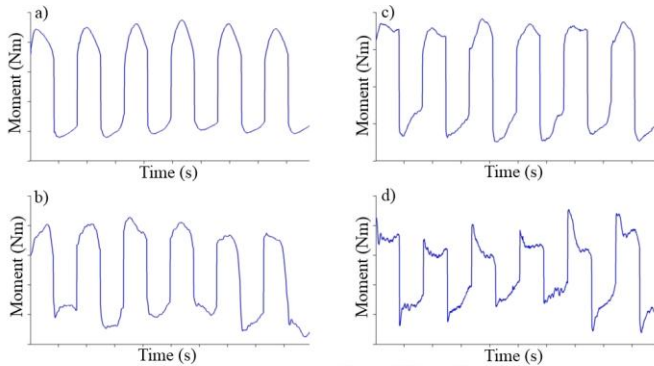 a)
Moment (Nm)
Time (s)
c)
Moment (Nm)
Time (s)
b)
Moment (Nm)
Time (s)
d)
Moment (Nm)
Time (s)